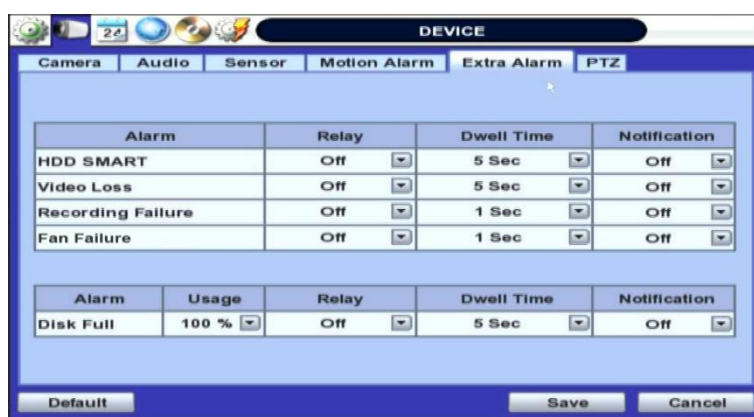 24
DEVICE
Camera Audio Sensor Motion Alarm Extra Alarm PTZ
Alarm Relay Dwell Time Notification
HDD SMART Off 5 Sec Off
Video Loss Off 5 Sec Off
Recording Failure Off 1 Sec Off
Fan Failure Off 1 Sec Off
Alarm Usage Relay Dwell Time Notification
Disk Full 100 % Off 5 Sec Off
Default Save Cancel